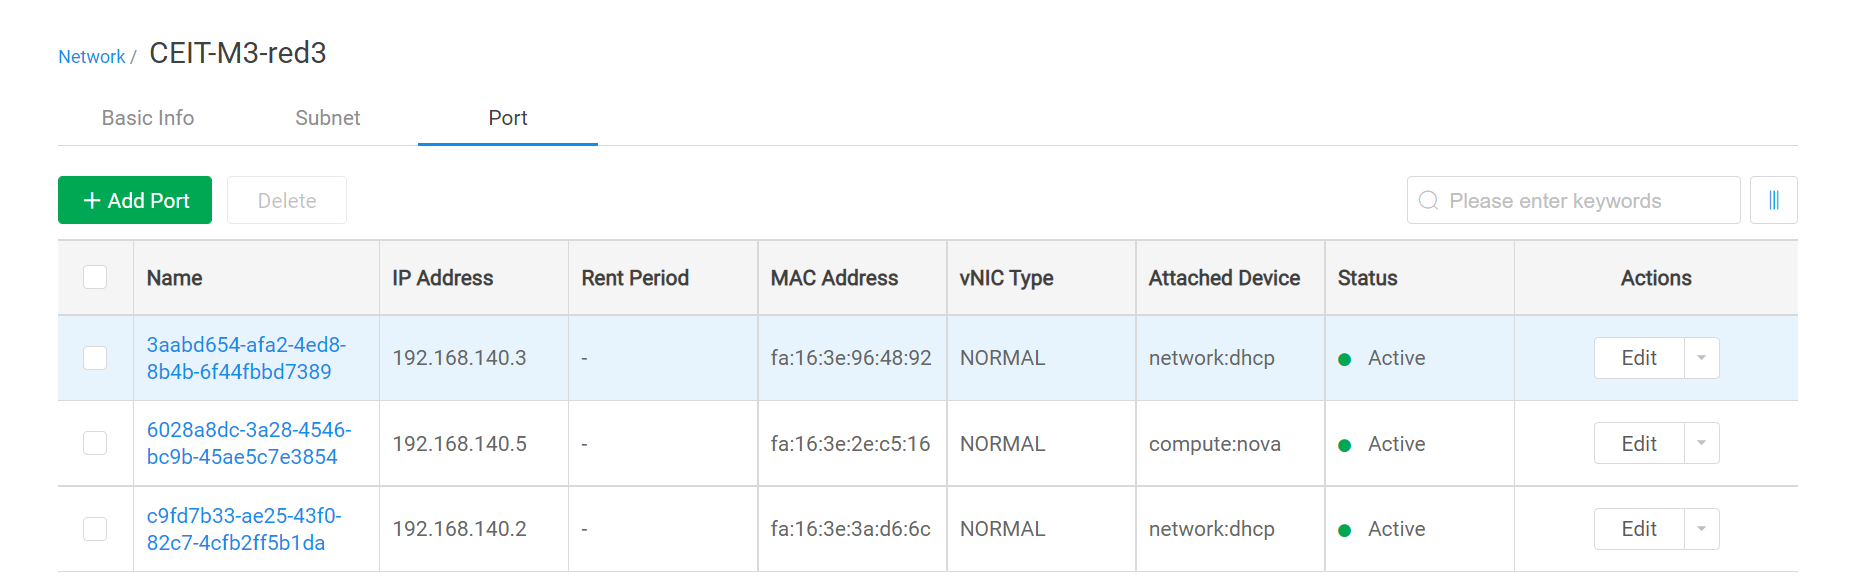 Network / CEIT-M3-red3
Basic Info Subnet Port
+ Add Port Delete Please enter keywords
Name IP Address Rent Period MAC Address vNIC Type Attached Device Status Actions
3aabd654-afa2-4ed8-
8b4b-6f44fbbd7389 192.168.140.3 - fa:16:3e:96:48:92 NORMAL network:dhcp Active Edit
6028a8dc-3a28-4546-
bc9b-45ae5c7e3854 192.168.140.5 - fa:16:3e:2e:c5:16 NORMAL compute:nova Active Edit
c9fd7b33-ae25-43f0-
82c7-4cfb2ff5b1da 192.168.140.2 - fa:16:3e:3a:d6:6c NORMAL network:dhcp Active Edit